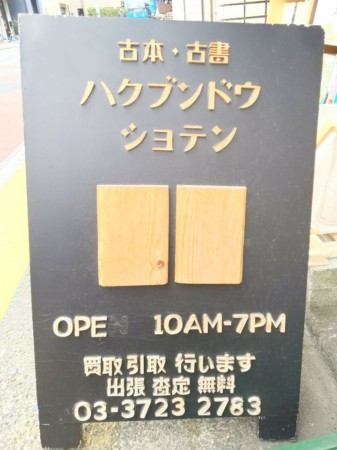 古本・古書
ハクブンドウ
ショテン
OPEN 10AM-7PM
買取 引取 行います
出張 査定 無料
03-3723 2783